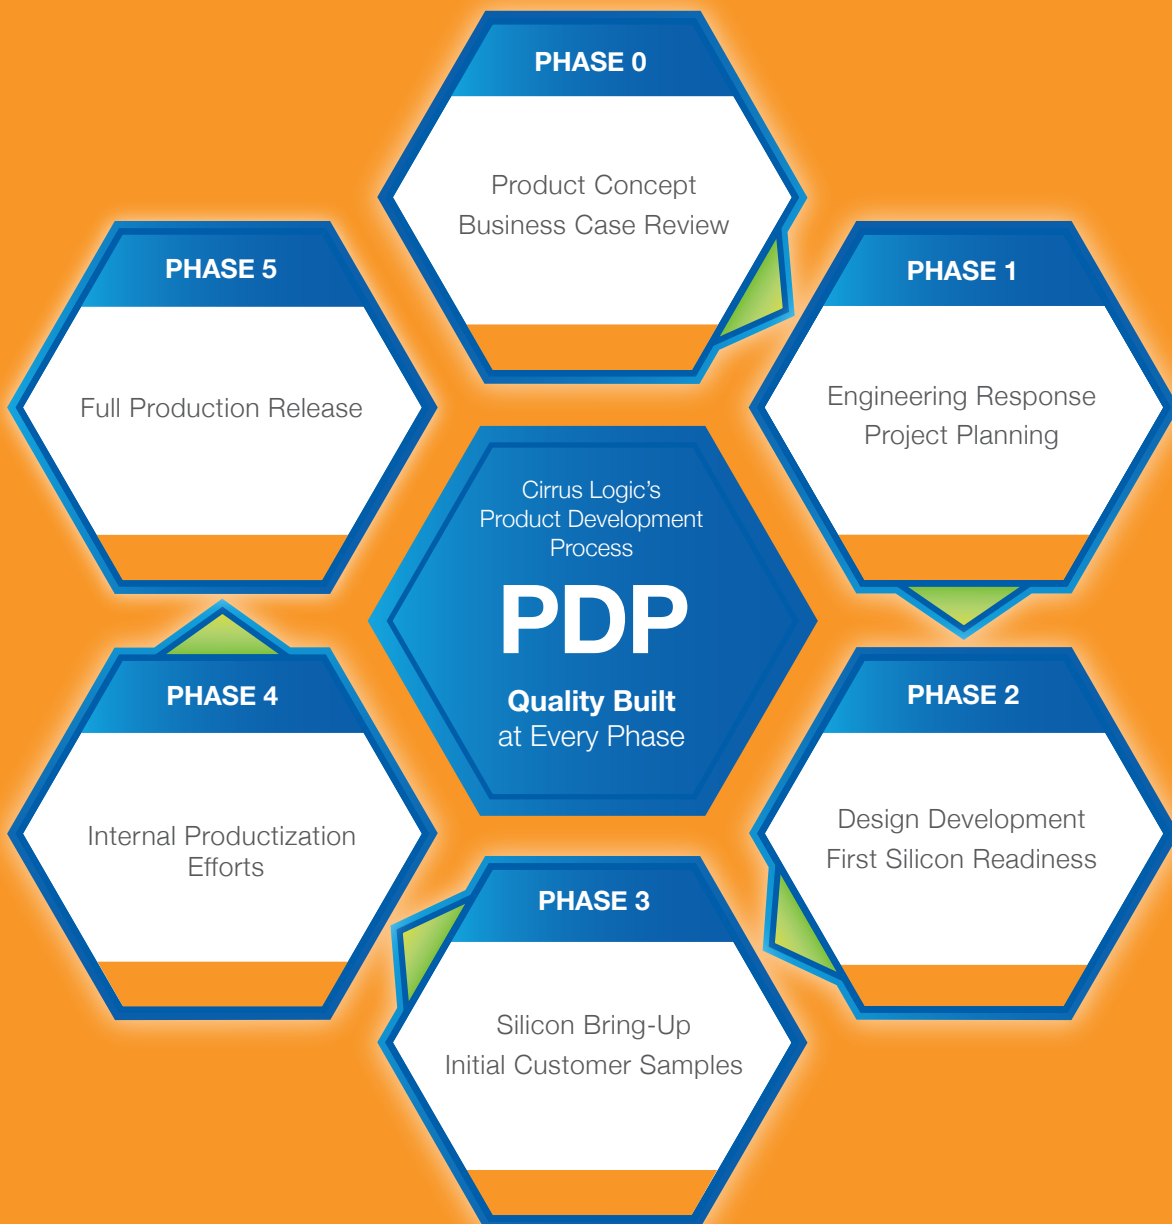 PHASE 0
Product Concept
Business Case Review
PHASE 1
Engineering Response
Project Planning
PHASE 2
Design Development
First Silicon Readiness
PHASE 3
Silicon Bring-Up
Initial Customer Samples
PHASE 4
Internal Productization
Efforts
PHASE 5
Full Production Release
Cirrus Logic’s
Product Development
Process
PDP
Quality Built
at Every Phase